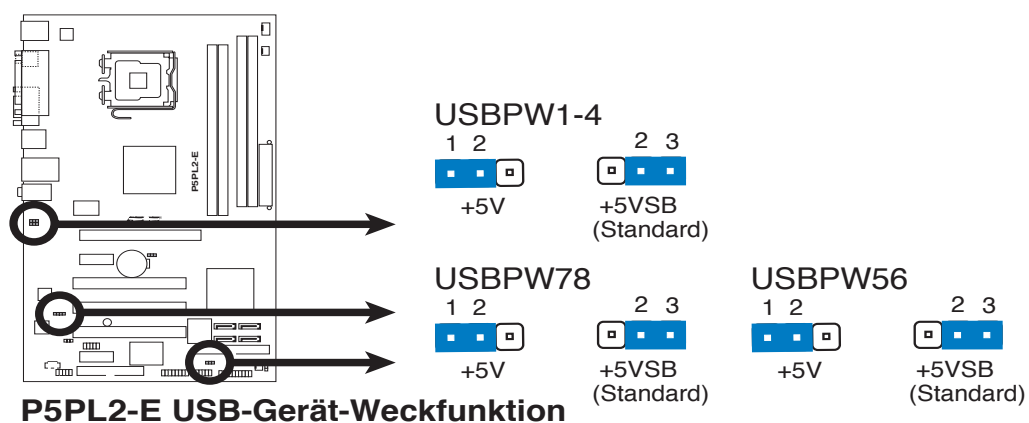 P5PL2-E
USBPW1-4
1 2
2 3
+5V
+5VSB
(Standard)
USBPW78
1 2
2 3
+5V
+5VSB
(Standard)
USBPW56
1 2
2 3
+5V
+5VSB
(Standard)
P5PL2-E USB-Gerät-Weckfunktion